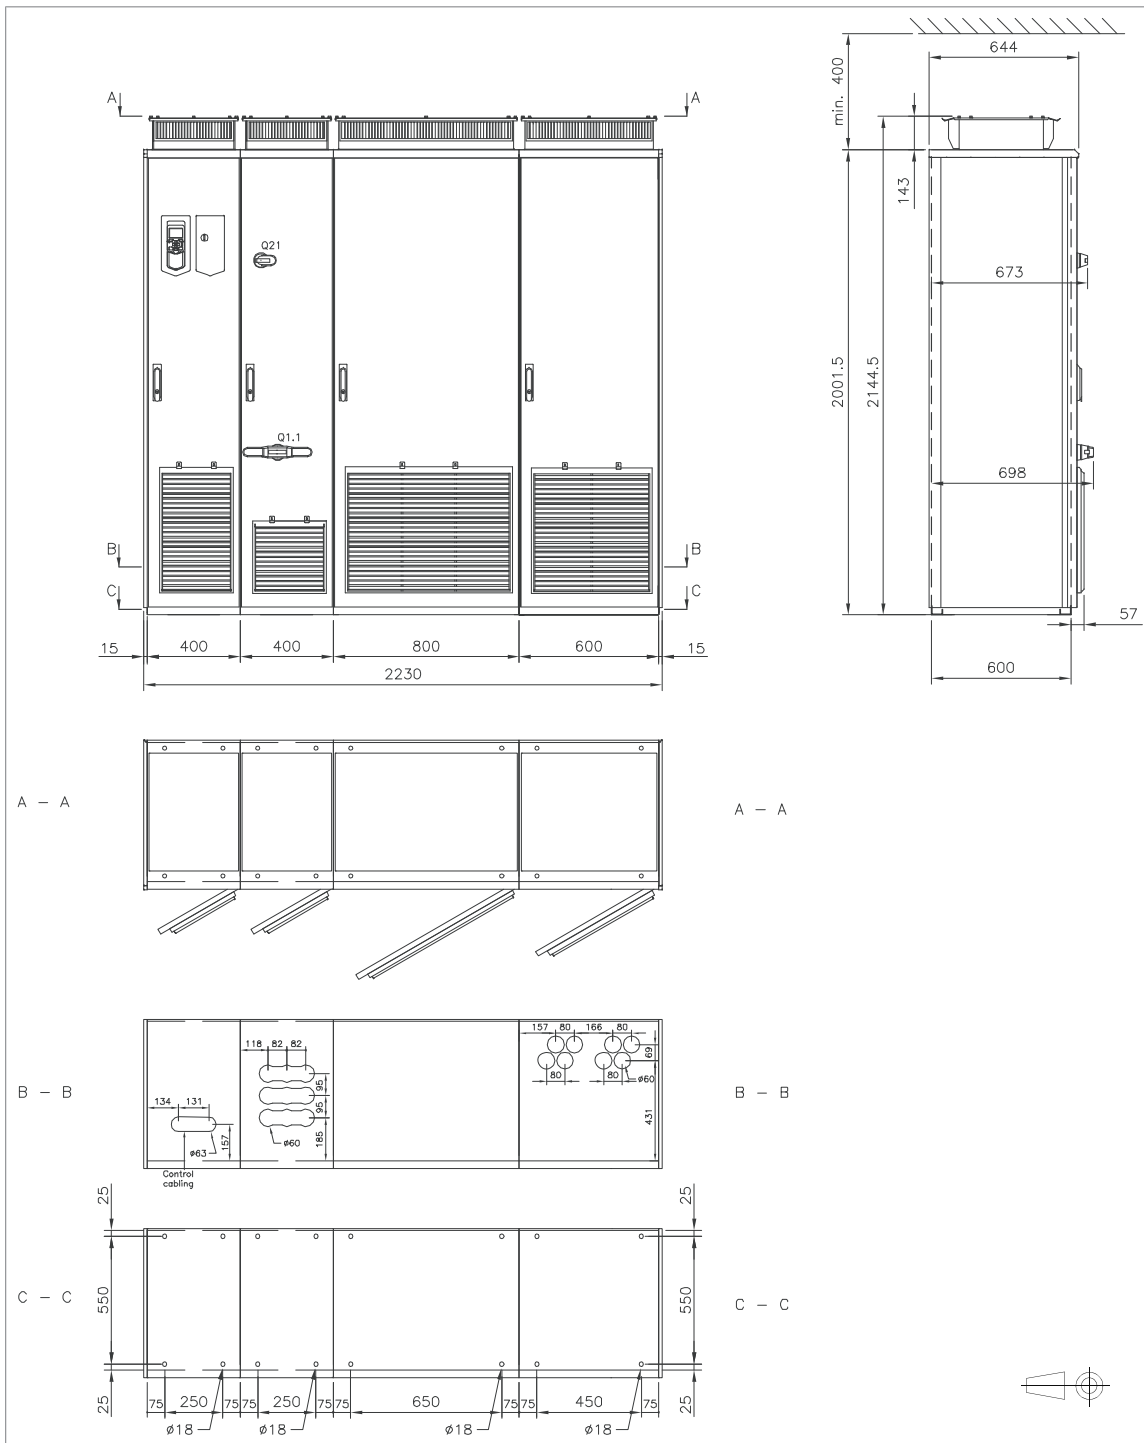 644
min. 400
A
A
143
Q21
673
2001.5
2144.5
Q1.1
698
B
B
C
C
57
15
400
400
800
600
15
600
2230
A – A
A – A
157
80
166
80
118
82
82
69
95
80
80
ø60
B – B
B – B
134
131
95
431
157
185
ø60
ø63
Control
cabling
25
25
C – C
550
550
C – C
25
75
250
75
75
250
75
75
650
75
75
450
75
25
ø18
ø18
ø18
ø18